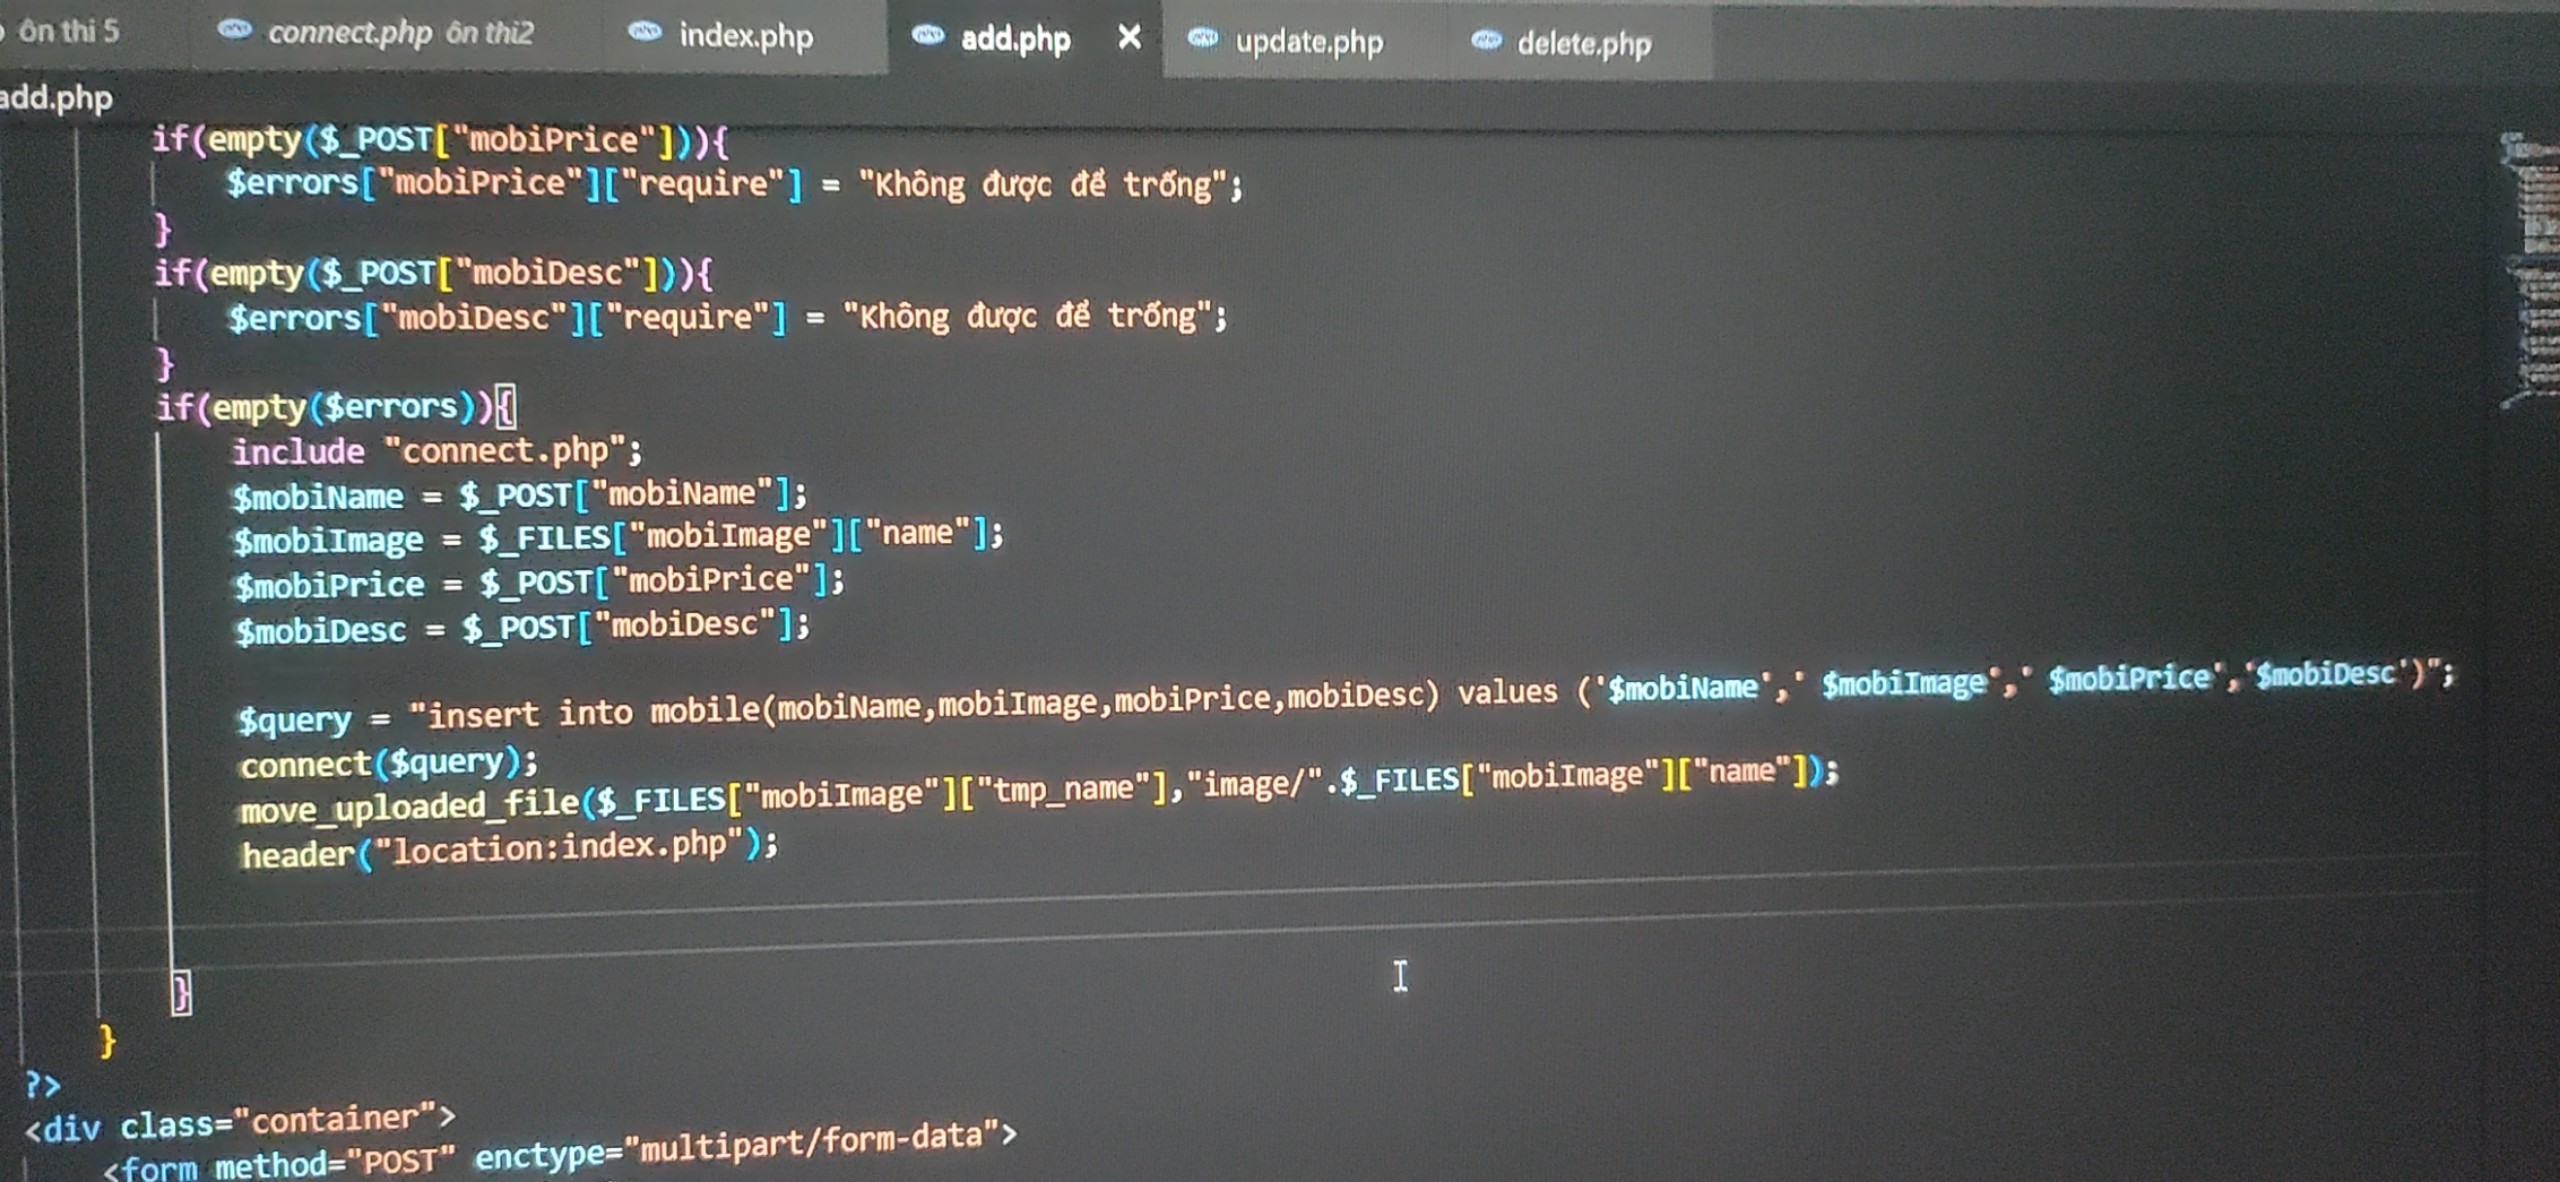 ôn thi 5 connect.php ôn thi2 index.php add.php × update.php delete.php
add.php
if(empty($_POST["mobiPrice"])){
$errors["mobiPrice"]["require"] = "Không được để trống";
}
if(empty($_POST["mobiDesc"])){
$errors["mobiDesc"]["require"] = "Không được để trống";
}
if(empty($errors)){
include "connect.php";
$mobiName = $_POST["mobiName"];
$mobiImage = $_FILES["mobiImage"]["name"];
$mobiPrice = $_POST["mobiPrice"];
$mobiDesc = $_POST["mobiDesc"];
$query = "insert into mobile(mobiName,mobiImage,mobiPrice,mobiDesc) values ('$mobiName',' $mobiImage',' $mobiPrice','$mobiDesc')";
connect($query);
move_uploaded_file($_FILES["mobiImage"]["tmp_name"],"image/".$_FILES["mobiImage"]["name"]);
header("location:index.php");
}
}
?>
<div class="container">
<form method="POST" enctype="multipart/form-data">